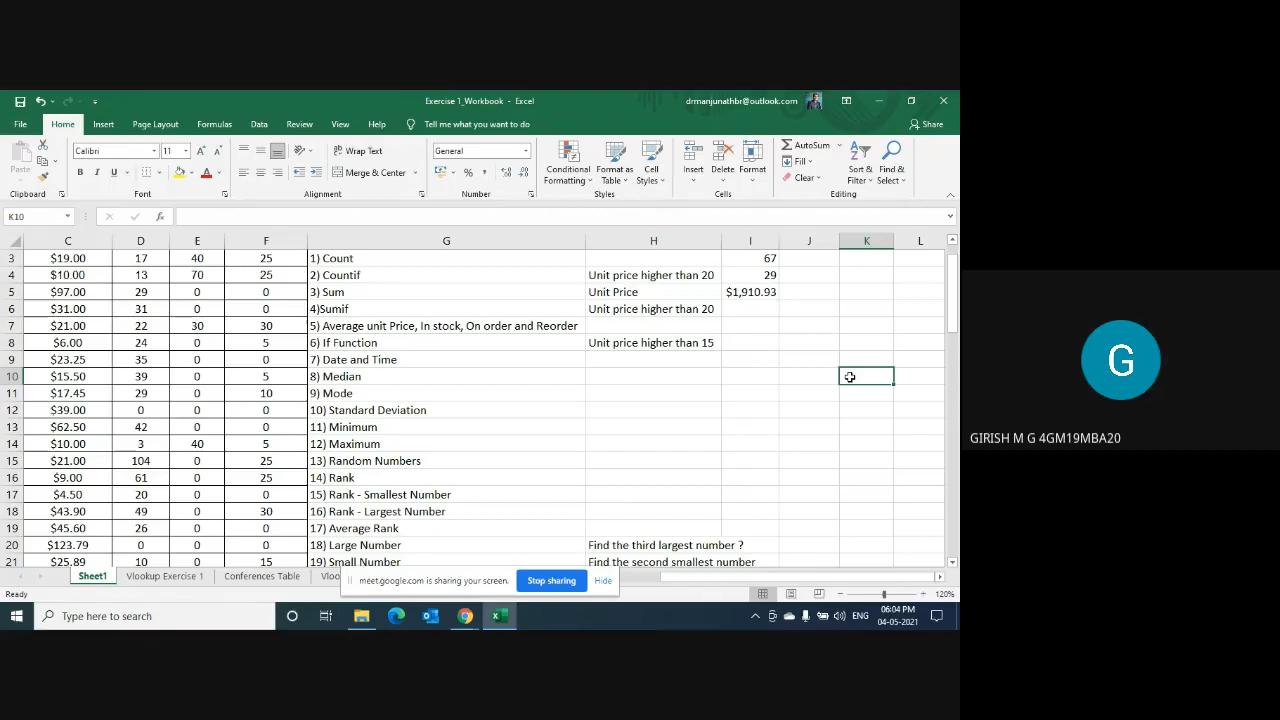 Exercise 1_Workbook - Excel
drmanjunathbr@outlook.com
File Home Insert Page Layout Formulas Data Review View Help Tell me what you want to do Share
Paste
Calibri 11
B I U
Wrap Text
Merge & Center
General
Conditional Formatting
Format as Table
Cell Styles
Insert Delete Format
AutoSum
Fill
Clear
Sort & Filter
Find & Select
Clipboard Font Alignment Number Styles Cells Editing
K10 fx
C D E F G H I J K L
3 $19.00 17 40 25 1) Count 67
4 $10.00 13 70 25 2) Countif Unit price higher than 20 29
5 $97.00 29 0 0 3) Sum Unit Price $1,910.93
6 $31.00 31 0 0 4)Sumif Unit price higher than 20
7 $21.00 22 30 30 5) Average unit Price, In stock, On order and Reorder
8 $6.00 24 0 5 6) If Function Unit price higher than 15
9 $23.25 35 0 0 7) Date and Time
10 $15.50 39 0 5 8) Median
11 $17.45 29 0 10 9) Mode
12 $39.00 0 0 0 10) Standard Deviation
13 $62.50 42 0 0 11) Minimum
14 $10.00 3 40 5 12) Maximum
15 $21.00 104 0 25 13) Random Numbers
16 $9.00 61 0 25 14) Rank
17 $4.50 20 0 0 15) Rank - Smallest Number
18 $43.90 49 0 30 16) Rank - Largest Number
19 $45.60 26 0 0 17) Average Rank
20 $123.79 0 0 0 18) Large Number Find the third largest number ?
21 $25.89 10 0 15 19) Small Number Find the second smallest number
Sheet1 Vlookup Exercise 1 Conferences Table Vloo
meet.google.com is sharing your screen. Stop sharing Hide
Ready 120%
Type here to search
ENG
06:04 PM
04-05-2021
G
GIRISH M G 4GM19MBA20